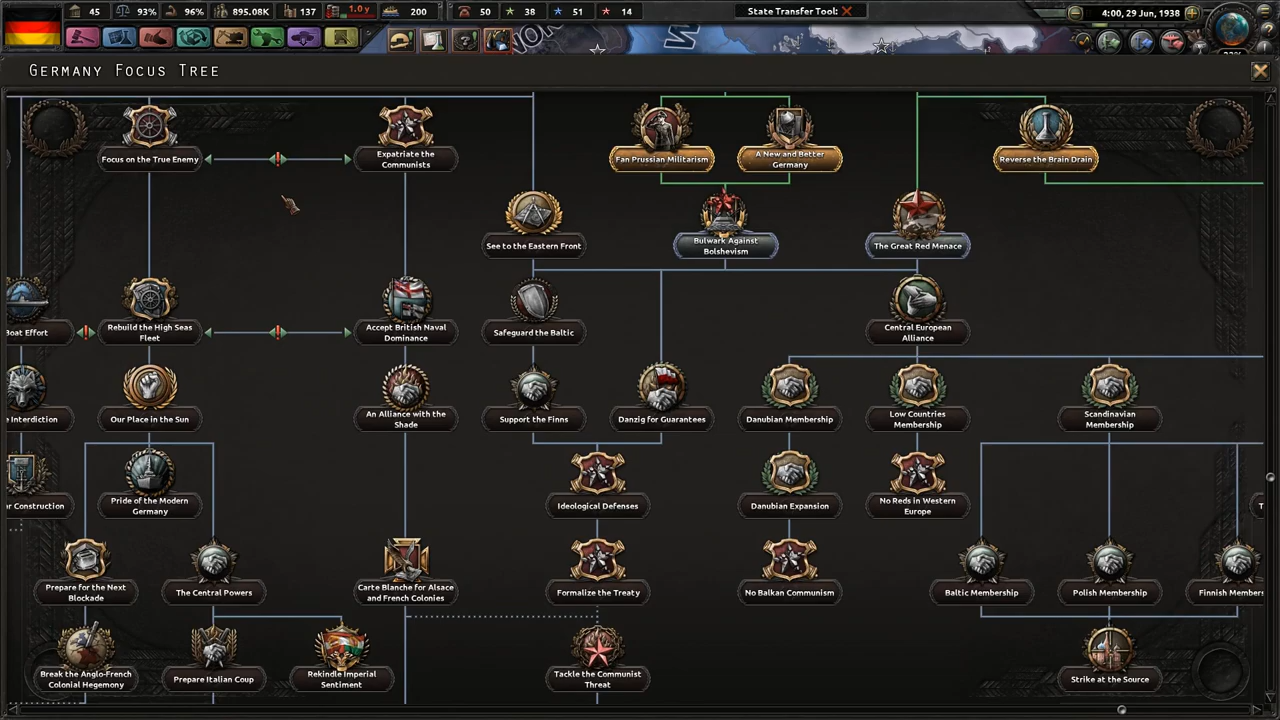 45
93%
96%
895.08K
137
1.0 y
200
50
38
51
14
State Transfer Tool:
4:00, 29 Jun, 1938
Germany Focus Tree
Focus on the True Enemy
Expatriate the
Communists
Fan Prussian Militarism
A New and Better
Germany
Reverse the Brain Drain
See to the Eastern Front
Bulwark Against
Bolshevism
The Great Red Menace
Boat Effort
Rebuild the High Seas
Fleet
Accept British Naval
Dominance
Safeguard the Baltic
Central European
Alliance
Interdiction
Our Place in the Sun
An Alliance with the
Shade
Support the Finns
Danzig for Guarantees
Danubian Membership
Low Countries
Membership
Scandinavian
Membership
Construction
Pride of the Modern
Germany
Ideological Defenses
Danubian Expansion
No Reds in Western
Europe
Prepare for the Next
Blockade
The Central Powers
Carte Blanche for Alsace
and French Colonies
Formalize the Treaty
No Balkan Communism
Baltic Membership
Polish Membership
Finnish Members
Break the Anglo-French
Colonial Hegemony
Prepare Italian Coup
Rekindle Imperial
Sentiment
Tackle the Communist
Threat
Strike at the Source